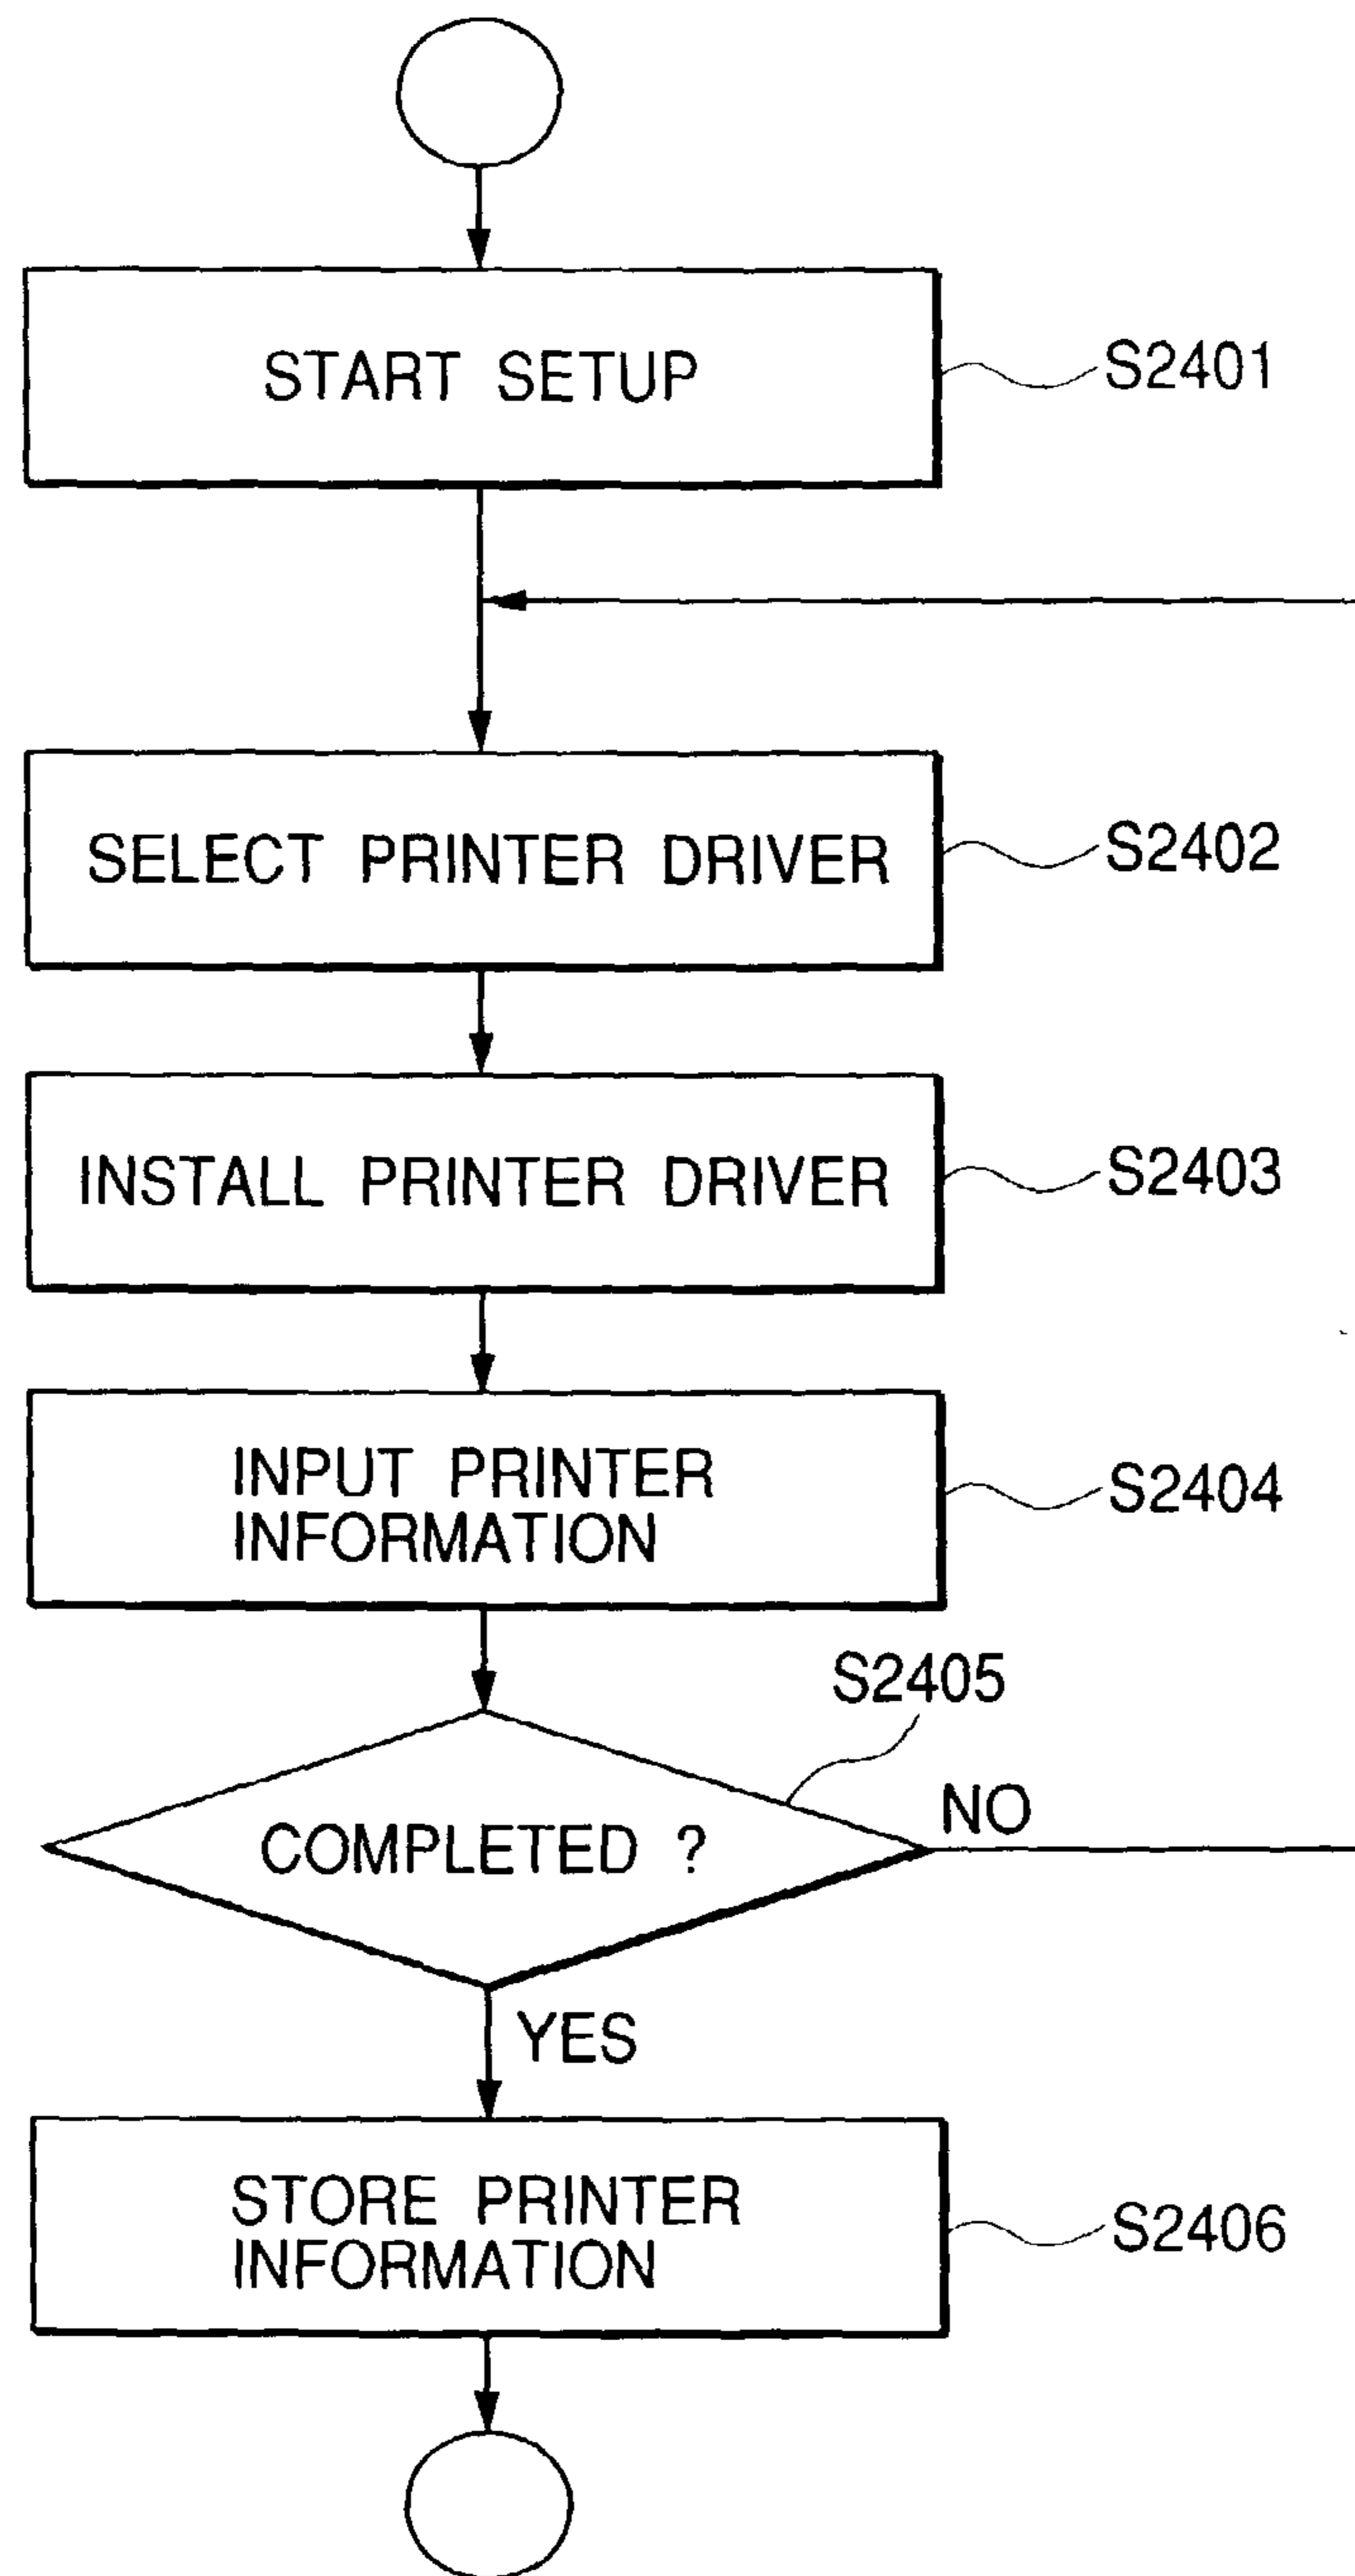 START SETUP
S2401
SELECT PRINTER DRIVER
S2402
INSTALL PRINTER DRIVER
S2403
INPUT PRINTER
INFORMATION
S2404
S2405
COMPLETED ?
NO
YES
STORE PRINTER
INFORMATION
S2406